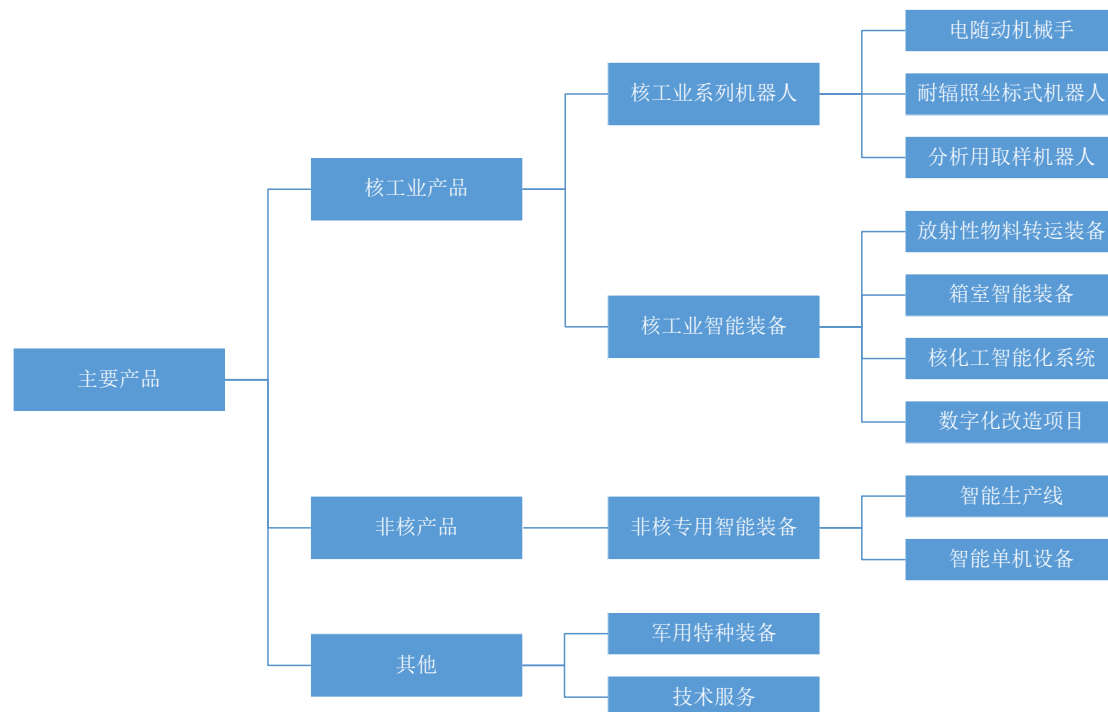 主要产品
核工业产品
核工业系列机器人
电随动机械手
耐辐照坐标式机器人
分析用取样机器人
核工业智能装备
放射性物料转运装备
箱室智能装备
核化工智能化系统
数字化改造项目
非核产品
非核专用智能装备
智能生产线
智能单机设备
其他
军用特种装备
技术服务